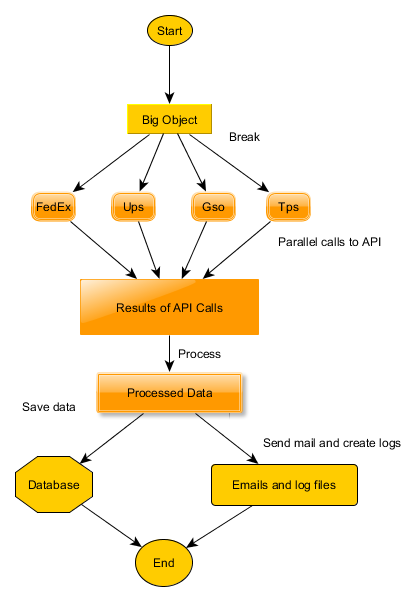 Start
Big Object
Break
FedEx
Ups
Gso
Tps
Parallel calls to API
Results of API Calls
Process
Processed Data
Save data
Send mail and create logs
Database
Emails and log files
End